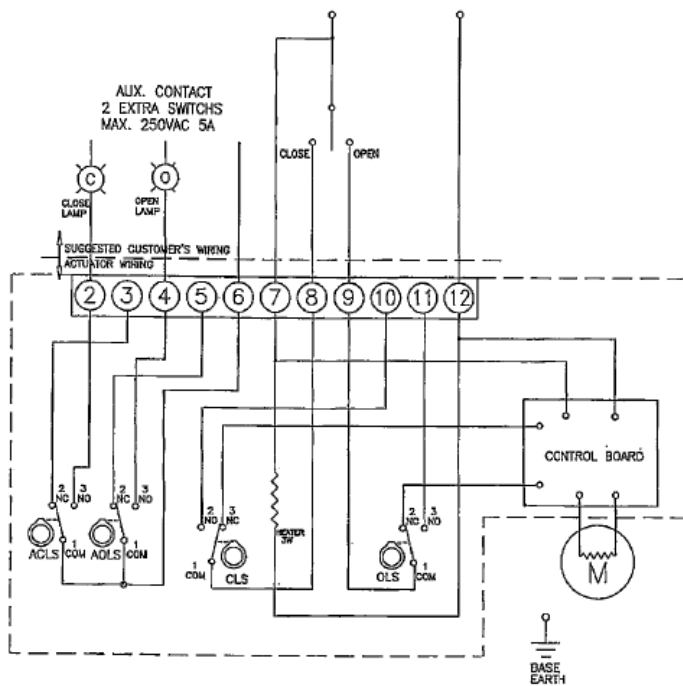 AUX. CONTACT
2 EXTRA SWITCHS
MAX. 250VAC 5A
CLOSE
OPEN
C
O
CLOSE
LAMP
OPEN
LAMP
SUGGESTED CUSTOMER'S WIRING
ACTUATOR WIRING
2 3 4 5 6 7 8 9 10 11 12
CONTROL BOARD
2
NC
3
NO
2
NC
3
NO
2
NO
3
NC
2
NC
3
NO
HEATER
3W
ACLS
1
COM
AOLS
1
COM
1
COM
CLS
OLS
1
COM
M
BASE
EARTH